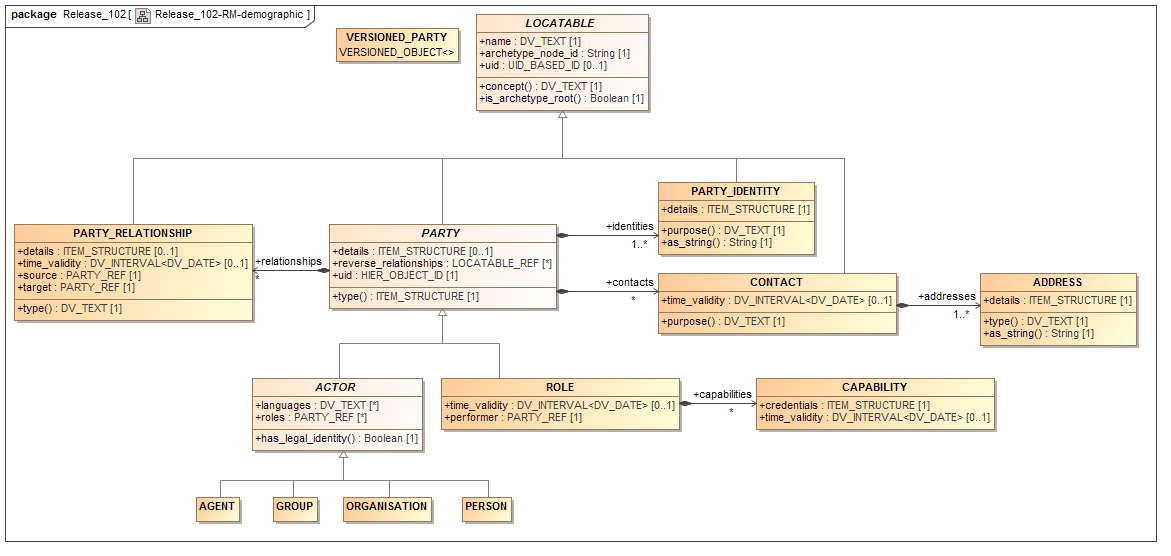 package Release_102 [ Release_102-RM-demographic ]
VERSIONED_PARTY
VERSIONED_OBJECT<>
LOCATABLE
+name : DV_TEXT [1]
+archetype_node_id : String [1]
+uid : UID_BASED_ID [0..1]
+concept() : DV_TEXT [1]
+is_archetype_root() : Boolean [1]
PARTY_RELATIONSHIP
+details : ITEM_STRUCTURE [0..1]
+time_validity : DV_INTERVAL<DV_DATE> [0..1]
+source : PARTY_REF [1]
+target : PARTY_REF [1]
+type() : DV_TEXT [1]
+relationships
*
PARTY
+details : ITEM_STRUCTURE [0..1]
+reverse_relationships : LOCATABLE_REF [*]
+uid : HIER_OBJECT_ID [1]
+type() : ITEM_STRUCTURE [1]
+identities
1..*
PARTY_IDENTITY
+details : ITEM_STRUCTURE [1]
+purpose() : DV_TEXT [1]
+as_string() : String [1]
+contacts
*
CONTACT
+time_validity : DV_INTERVAL<DV_DATE> [0..1]
+purpose() : DV_TEXT [1]
+addresses
1..*
ADDRESS
+details : ITEM_STRUCTURE [1]
+type() : DV_TEXT [1]
+as_string() : String [1]
ACTOR
+languages : DV_TEXT [*]
+roles : PARTY_REF [*]
+has_legal_identity() : Boolean [1]
ROLE
+time_validity : DV_INTERVAL<DV_DATE> [0..1]
+performer : PARTY_REF [1]
+capabilities
*
CAPABILITY
+credentials : ITEM_STRUCTURE [1]
+time_validity : DV_INTERVAL<DV_DATE> [0..1]
AGENT
GROUP
ORGANISATION
PERSON